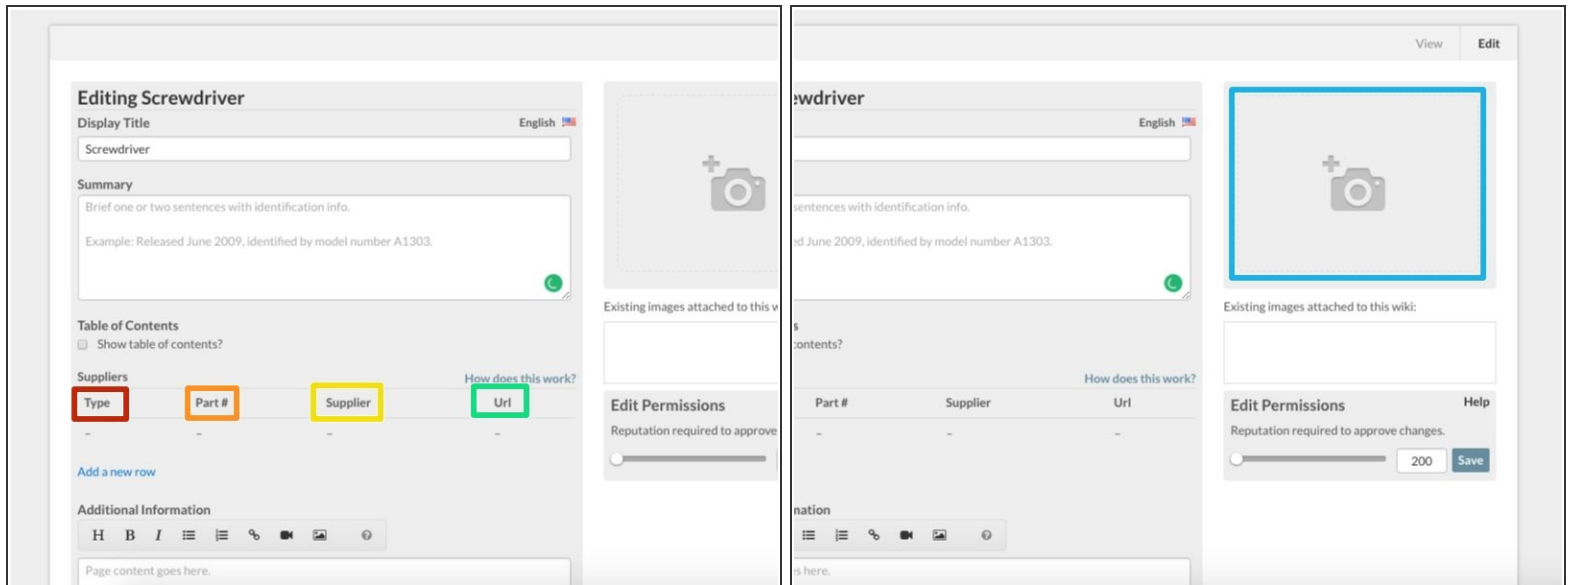 Editing Screwdriver
Display Title
English
Screwdriver
Summary
Brief one or two sentences with identification info.
Example: Released June 2009, identified by model number A1303.
Table of Contents
Show table of contents?
Suppliers
How does this work?
Type Part # Supplier Url
– – – –
Add a new row
Additional Information
H B I
Page content goes here.
Existing images attached to this w
Edit Permissions
Reputation required to approve
View Edit
ewdriver
English
sentences with identification info.
ed June 2009, identified by model number A1303.
s
contents?
How does this work?
Part # Supplier Url
– – –
nation
s here.
Existing images attached to this wiki:
Edit Permissions
Help
Reputation required to approve changes.
200 Save